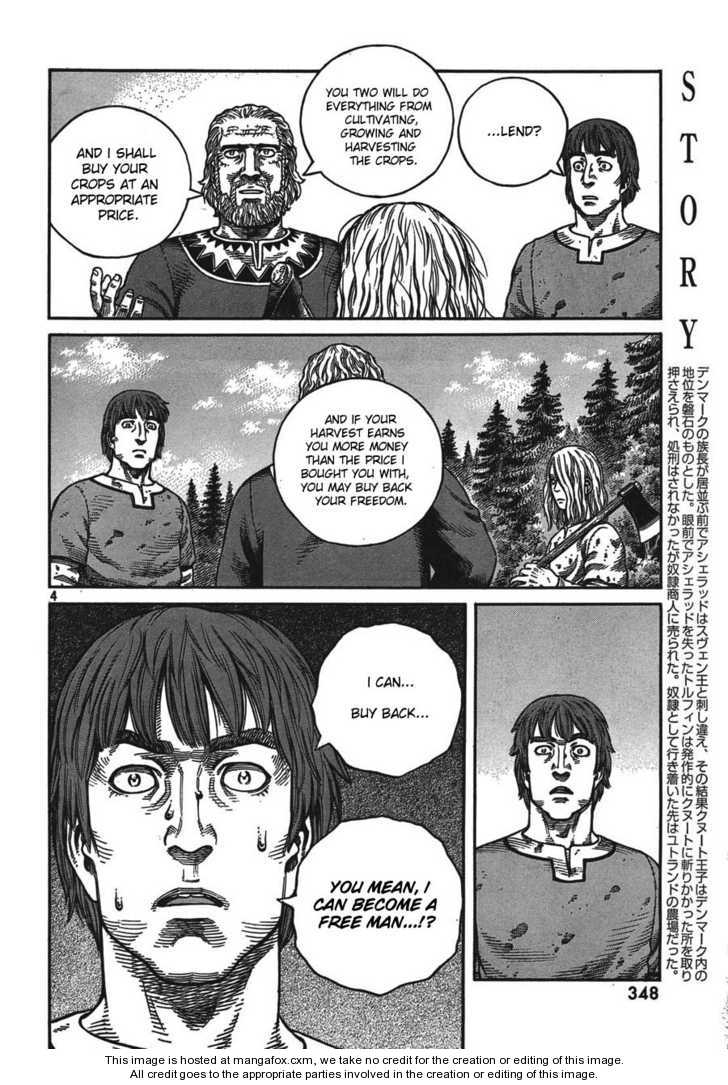 AND I SHALL
BUY YOUR
CROPS AT AN
APPROPRIATE
PRICE.
YOU TWO WILL DO
EVERYTHING FROM
CULTIVATING,
GROWING AND
HARVESTING
THE CROPS.
...LEND?
AND IF YOUR
HARVEST EARNS
YOU MORE MONEY
THAN THE PRICE I
BOUGHT YOU WITH,
YOU MAY BUY BACK
YOUR FREEDOM.
4
I CAN...
BUY BACK...
YOU MEAN, I
CAN BECOME A
FREE MAN...!?
348
STORY
デンマークの族長が居並ぶ前でアシェラッドはスヴェン王と刺し違え、その結果クヌート王子はデンマーク内の
地位を磐石のものとした。眼前でアシェラッドを失ったトルフィンは発作的にクヌートに斬りかかった所を取り
押さえられ、処刑はされなかったが奴隷商人に売られた。奴隷として行き着いた先はユトランドの農場だった。
This image is hosted at mangafox.cxm, we take no credit for the creation or editing of this image.
All credit goes to the appropriate parties involved in the creation or editing of this image.